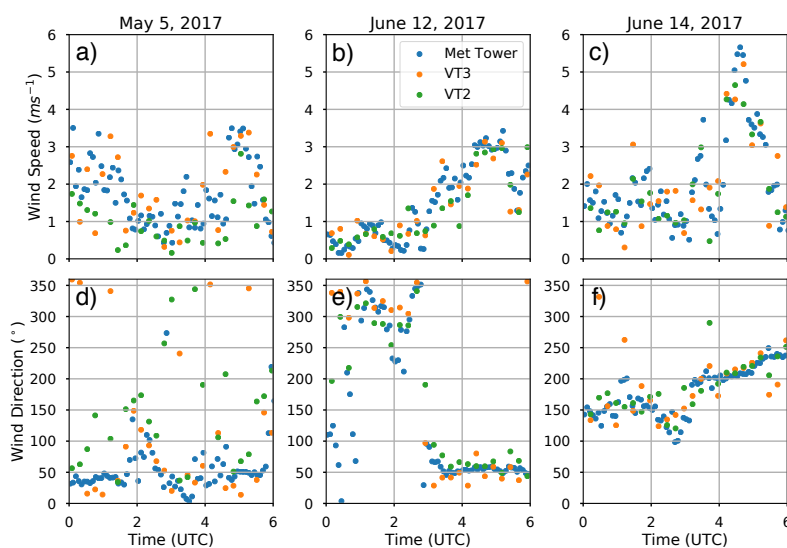 May 5, 2017
June 12, 2017
June 14, 2017
a)
b)
c)
Met Tower
VT3
VT2
Wind Speed (ms⁻¹)
6
5
4
3
2
1
0
6
5
4
3
2
1
0
6
5
4
3
2
1
0
d)
e)
f)
Wind Direction (°)
350
300
250
200
150
100
50
0
350
300
250
200
150
100
50
0
350
300
250
200
150
100
50
0
0 2 4 6
0 2 4 6
0 2 4 6
Time (UTC)
Time (UTC)
Time (UTC)